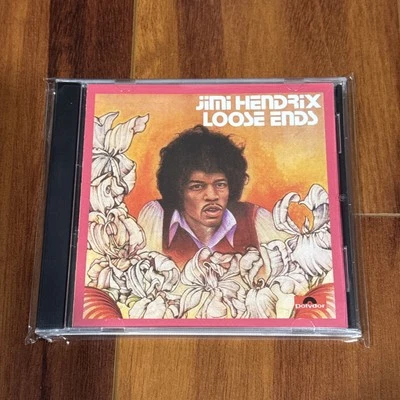 JIMI HENDRIX
LOOSE ENDS
Polydor